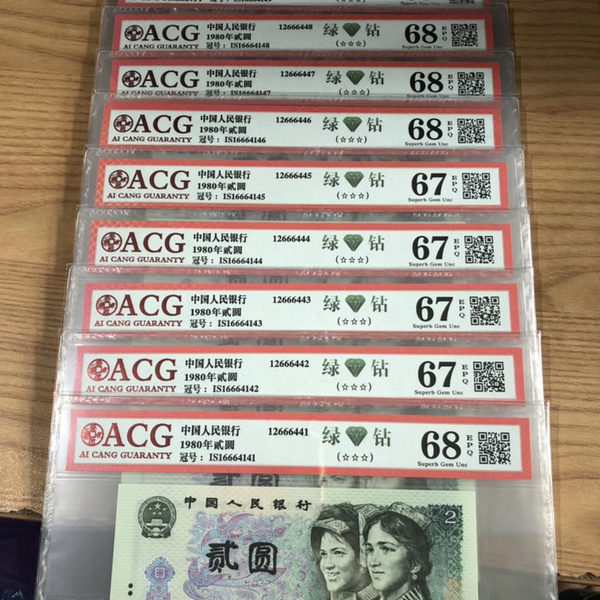 ACG
AI CANG GUARANTY
中国人民银行
1980年贰圆
冠号：IS16664148
12666448
绿 钻
(☆☆☆)
68 EPQ
ACG
AI CANG GUARANTY
中国人民银行
1980年贰圆
冠号：IS16664147
12666447
绿 钻
(☆☆☆)
68 EPQ
ACG
AI CANG GUARANTY
中国人民银行
1980年贰圆
冠号：IS16664146
12666446
绿 钻
(☆☆☆)
68 EPQ
Superb Gem Unc
ACG
AI CANG GUARANTY
中国人民银行
1980年贰圆
冠号：IS16664145
12666445
绿 钻
(☆☆☆)
67 EPQ
Superb Gem Unc
ACG
AI CANG GUARANTY
中国人民银行
1980年贰圆
冠号：IS16664144
12666444
绿 钻
(☆☆☆)
67 EPQ
Superb Gem Unc
ACG
AI CANG GUARANTY
中国人民银行
1980年贰圆
冠号：IS16664143
12666443
绿 钻
(☆☆☆)
67 EPQ
Superb Gem Unc
ACG
AI CANG GUARANTY
中国人民银行
1980年贰圆
冠号：IS16664142
12666442
绿 钻
(☆☆☆)
67 EPQ
Superb Gem Unc
ACG
AI CANG GUARANTY
中国人民银行
1980年贰圆
冠号：IS16664141
12666441
绿 钻
(☆☆☆)
68 EPQ
Superb Gem Unc
中国人民银行
贰圆
2